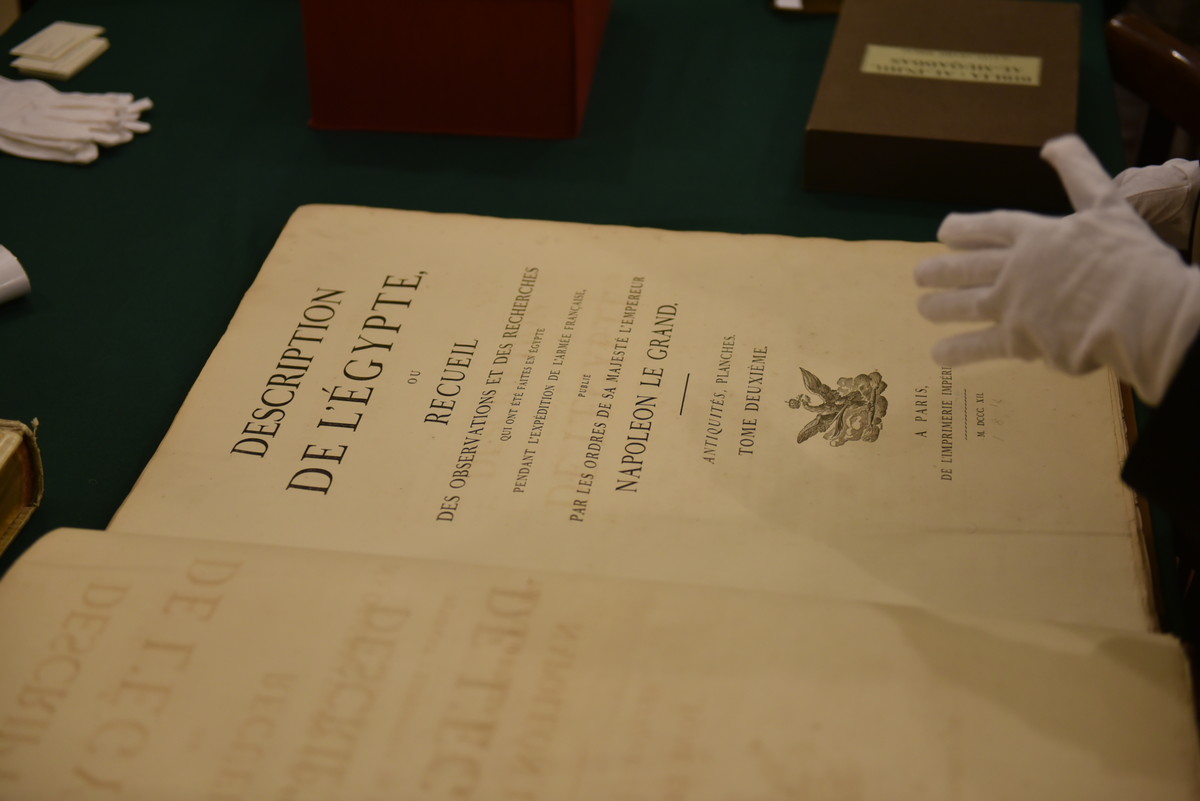 DESCRIPTION
DE L'ÉGYPTE,
OU
RECUEIL
DES OBSERVATIONS ET DES RECHERCHES
QUI ONT ÉTÉ FAITES EN ÉGYPTE
PENDANT L'EXPÉDITION DE L'ARMÉE FRANÇAISE,
PUBLIÉ
PAR LES ORDRES DE SA MAJESTÉ L'EMPEREUR
NAPOLÉON LE GRAND.
ANTIQUITÉS, PLANCHES.
TOME DEUXIÈME.
A PARIS,
DE L'IMPRIMERIE IMPÉRI
M. DCCC. XII.